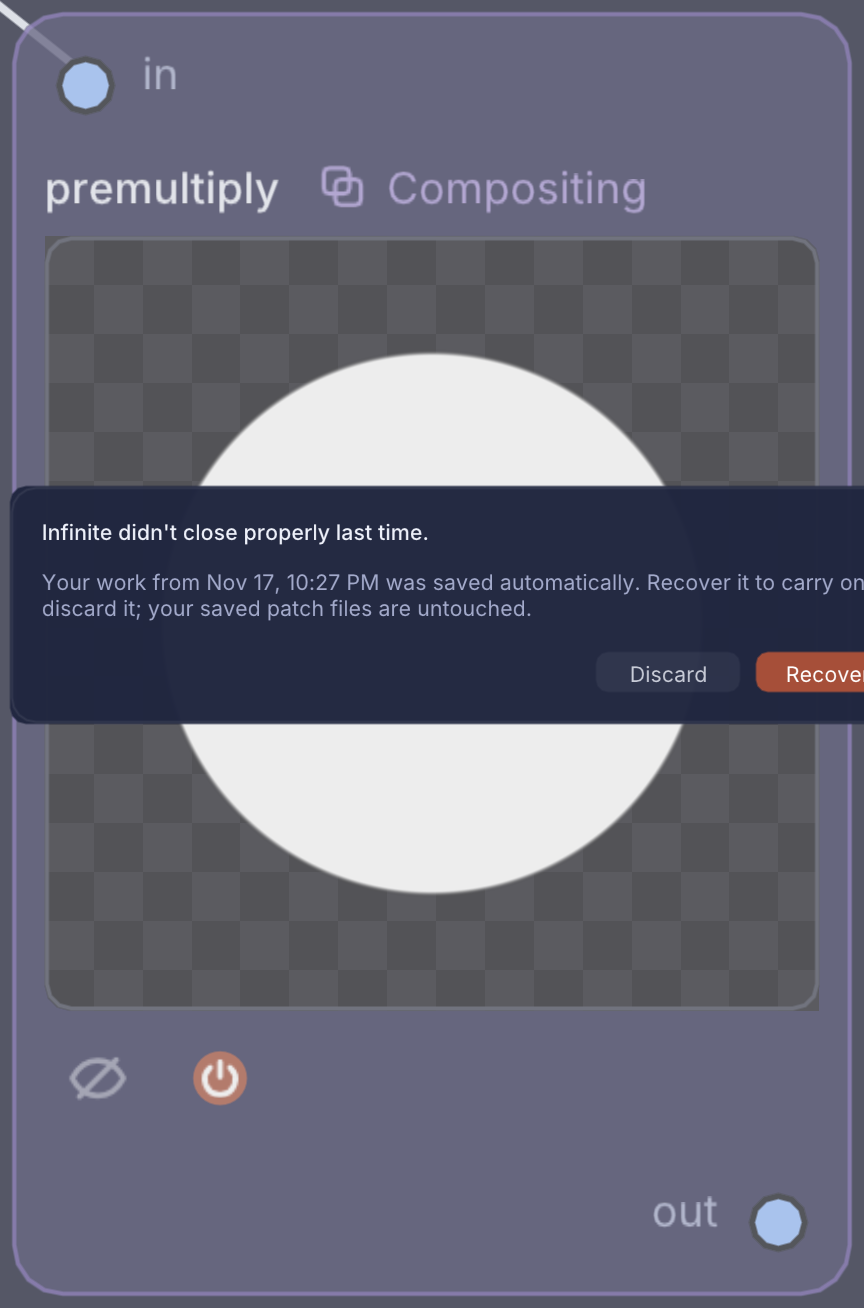 in
premultiply Compositing
Infinite didn't close properly last time.
Your work from Nov 17, 10:27 PM was saved automatically. Recover it to carry on
discard it; your saved patch files are untouched.
Discard Recover
out